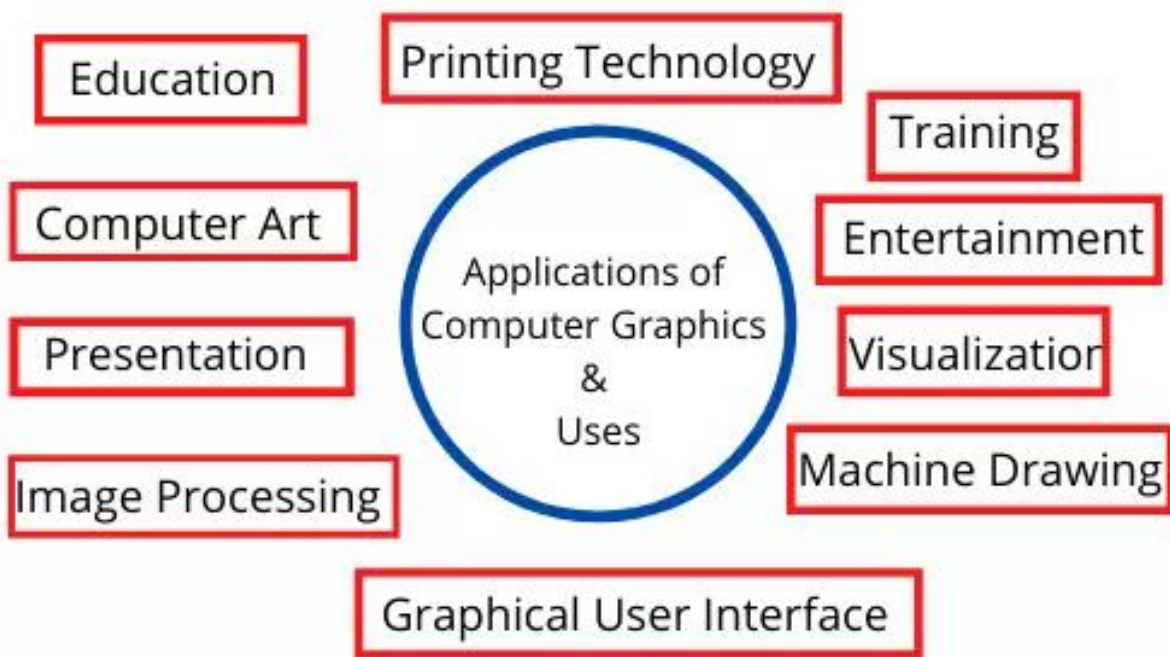 Education
Printing Technology
Training
Computer Art
Entertainment
Applications of
Computer Graphics
&
Uses
Presentation
Visualization
Image Processing
Machine Drawing
Graphical User Interface